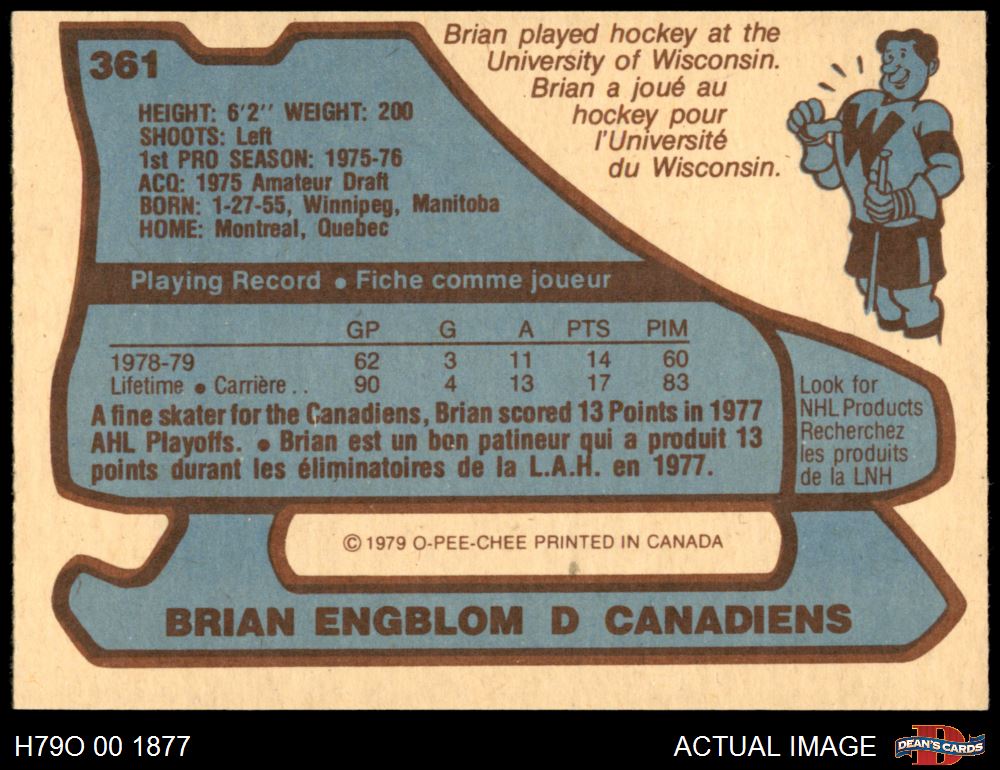 361
Brian played hockey at the
University of Wisconsin.
Brian a joué au
hockey pour
l'Université
du Wisconsin.
W
HEIGHT: 6'2'' WEIGHT: 200
SHOOTS: Left
1st PRO SEASON: 1975-76
ACQ: 1975 Amateur Draft
BORN: 1-27-55, Winnipeg, Manitoba
HOME: Montreal, Quebec
Playing Record • Fiche comme joueur
GP G A PTS PIM
1978-79 62 3 11 14 60
Lifetime • Carrière . . 90 4 13 17 83
A fine skater for the Canadiens, Brian scored 13 Points in 1977
AHL Playoffs. • Brian est un bon patineur qui a produit 13
points durant les éliminatoires de la L.A.H. en 1977.
Look for
NHL Products
Recherchez
les produits
de la LNH
© 1979 O-PEE-CHEE PRINTED IN CANADA
BRIAN ENGBLOM D CANADIENS
H79O 00 1877
ACTUAL IMAGE
D
DEAN'S CARDS